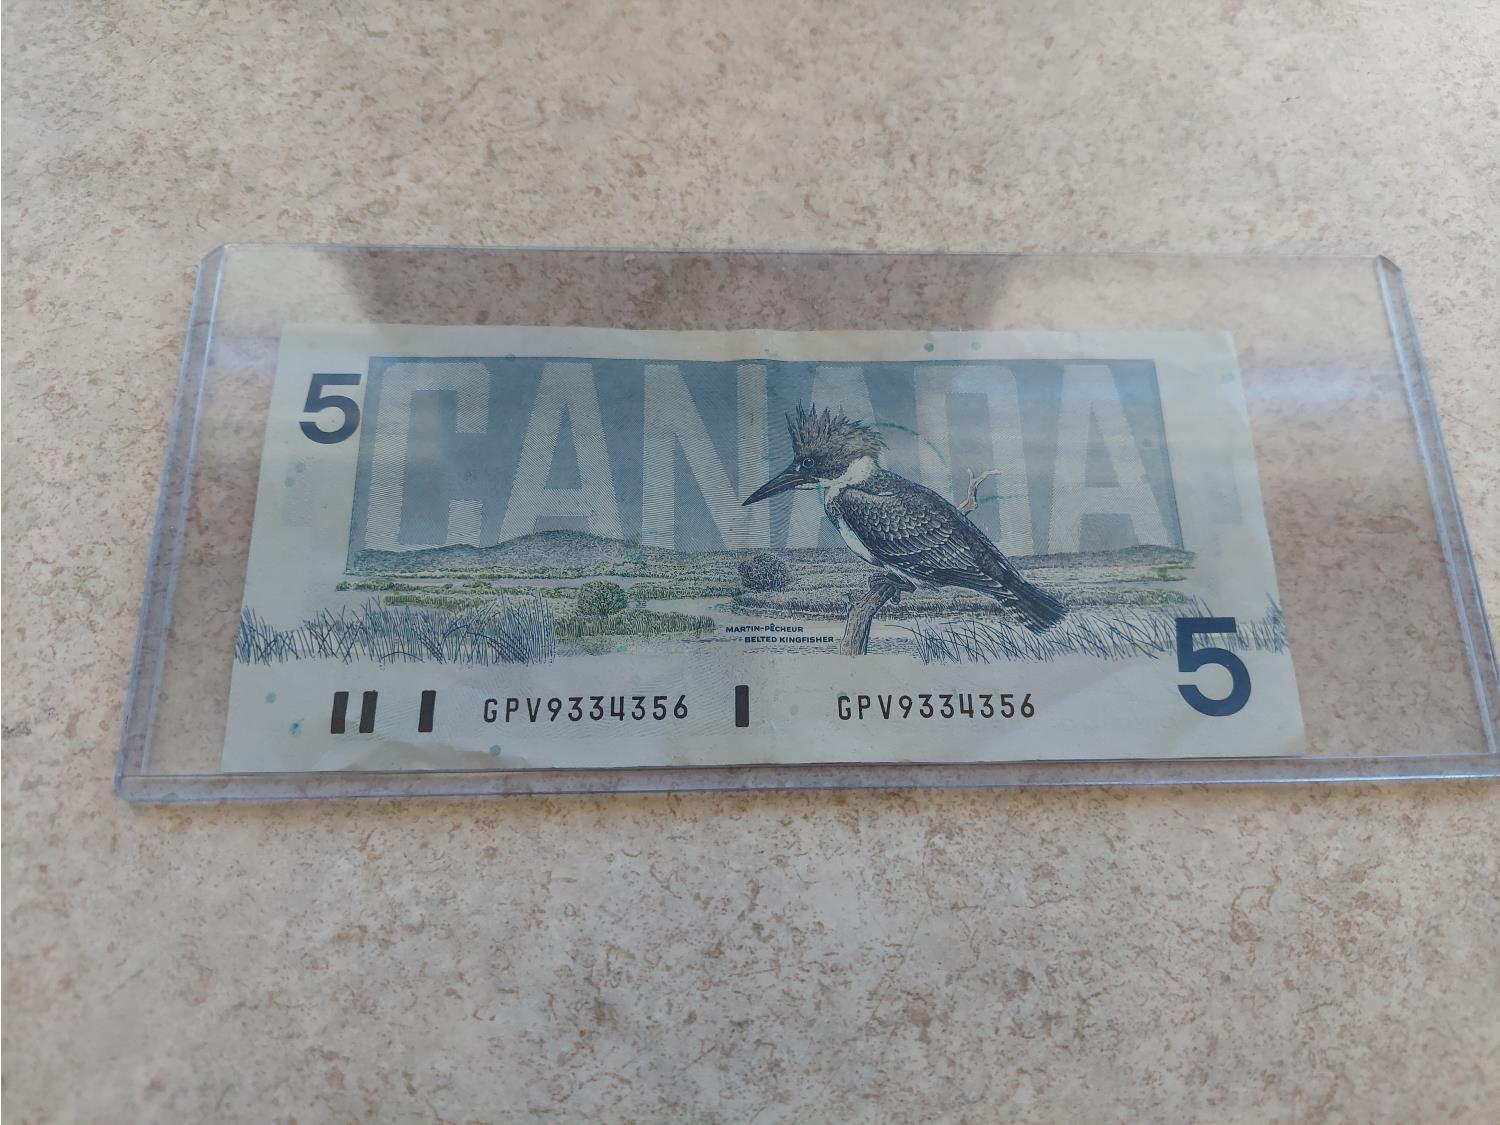 5
CANADA
MARTIN-PÊCHEUR
BELTED KINGFISHER
5
GPV9334356 GPV9334356